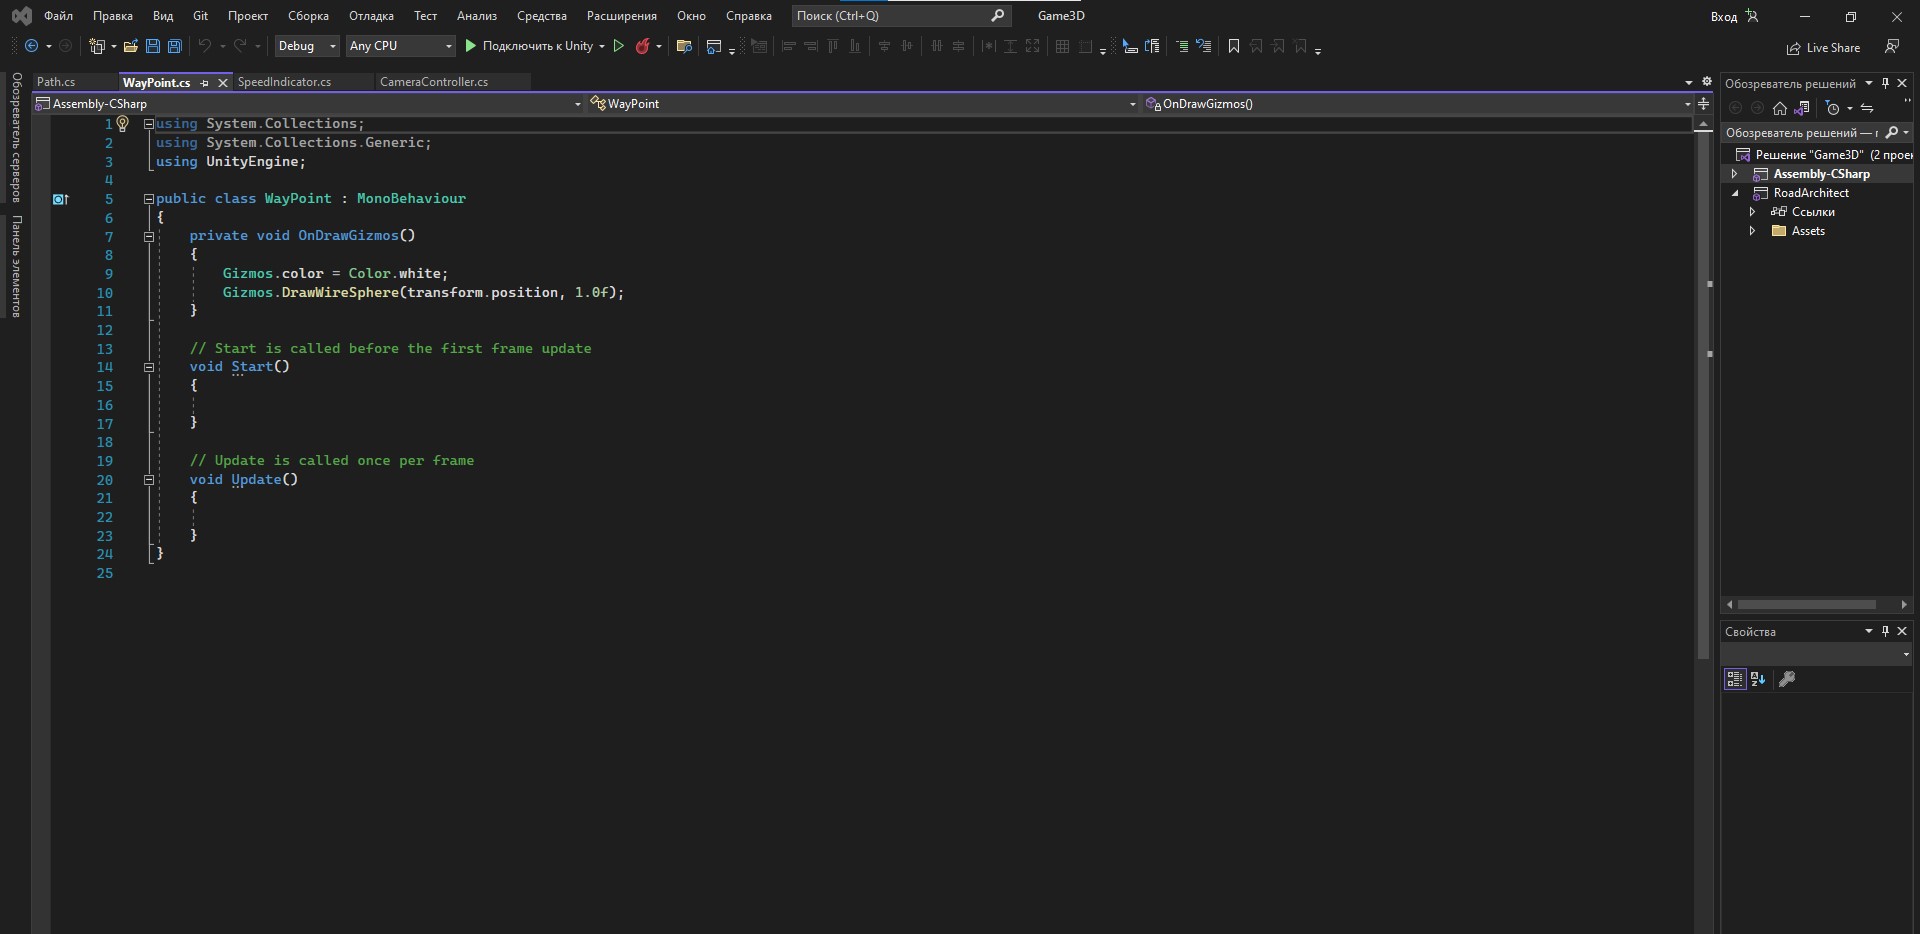 Файл Правка Вид Git Проект Сборка Отладка Тест Анализ Средства Расширения Окно Справка Поиск (Ctrl+Q) Game3D Вход
Debug Any CPU Подключить к Unity Live Share
Обозреватель серверов
Панель элементов
Path.cs WayPoint.cs SpeedIndicator.cs CameraController.cs
Assembly-CSharp WayPoint OnDrawGizmos()
1 using System.Collections;
2 using System.Collections.Generic;
3 using UnityEngine;
4
5 public class WayPoint : MonoBehaviour
6 {
7 private void OnDrawGizmos()
8 {
9 Gizmos.color = Color.white;
10 Gizmos.DrawWireSphere(transform.position, 1.0f);
11 }
12
13 // Start is called before the first frame update
14 void Start()
15 {
16
17 }
18
19 // Update is called once per frame
20 void Update()
21 {
22
23 }
24 }
25
Обозреватель решений
Обозреватель решений —
Решение "Game3D" (2 проек
Assembly-CSharp
RoadArchitect
Ссылки
Assets
Свойства